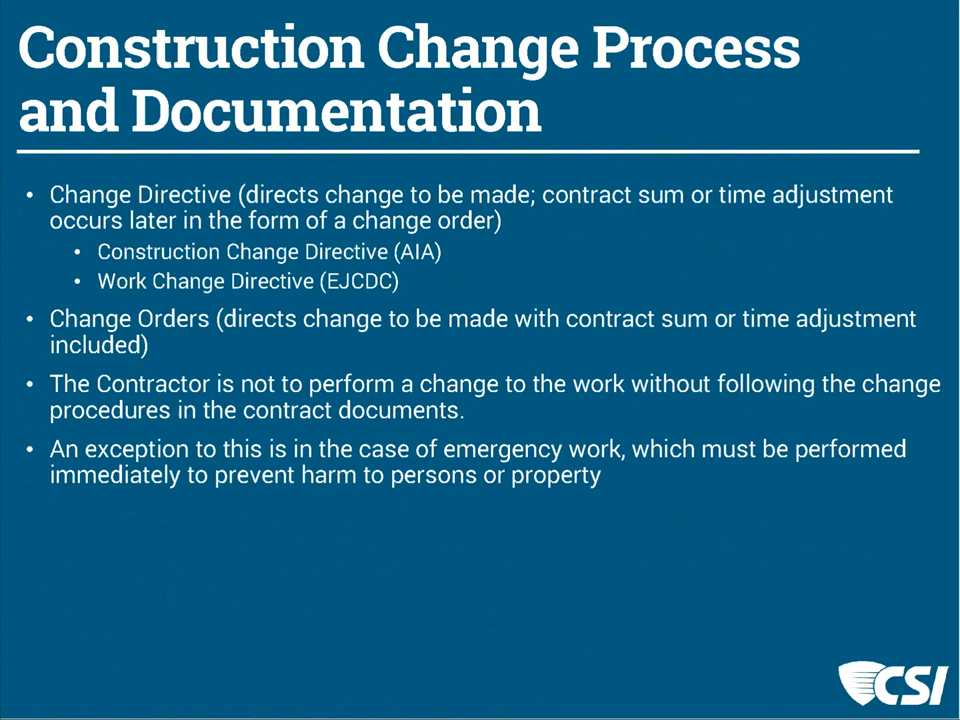 Construction Change Process
and Documentation
• Change Directive (directs change to be made; contract sum or time adjustment
occurs later in the form of a change order)
• Construction Change Directive (AIA)
• Work Change Directive (EJCDC)
• Change Orders (directs change to be made with contract sum or time adjustment
included)
• The Contractor is not to perform a change to the work without following the change
procedures in the contract documents.
• An exception to this is in the case of emergency work, which must be performed
immediately to prevent harm to persons or property
CSI